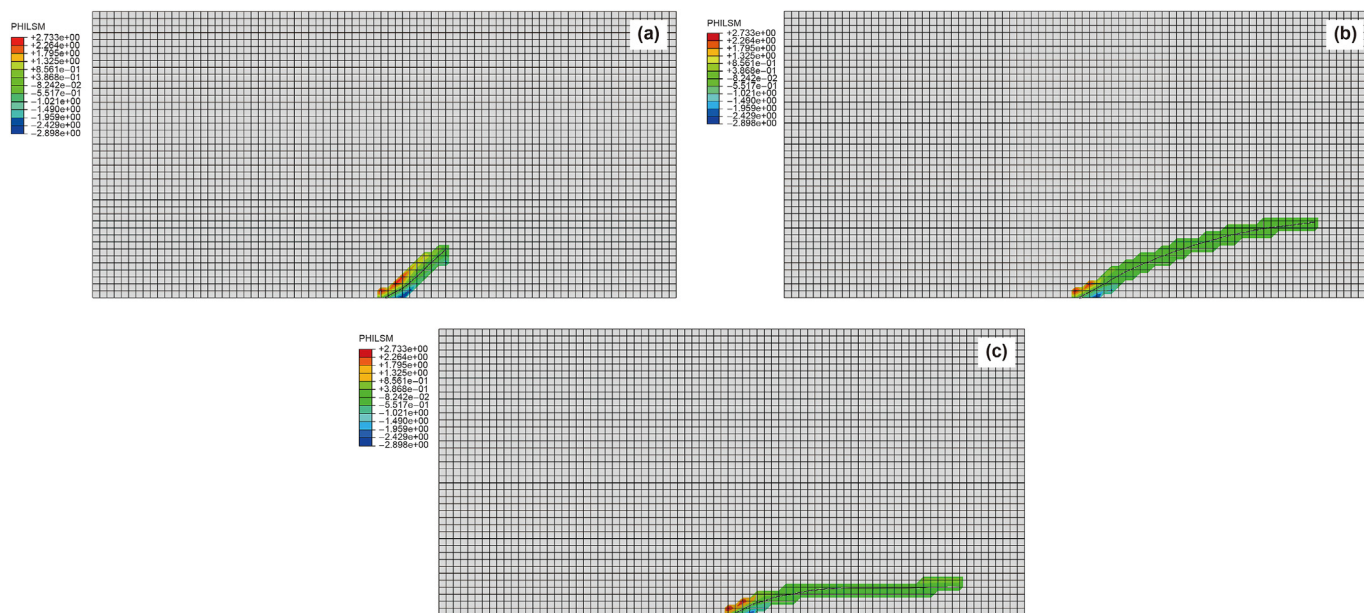 PHILSM
+2.733e+00
+2.264e+00
+1.795e+00
+1.325e+00
+8.561e−01
+3.868e−01
−8.242e−02
−5.517e−01
−1.021e+00
−1.490e+00
−1.959e+00
−2.429e+00
−2.898e+00
(a)
PHILSM
+2.733e+00
+2.264e+00
+1.795e+00
+1.325e+00
+8.561e−01
+3.868e−01
−8.242e−02
−5.517e−01
−1.021e+00
−1.490e+00
−1.959e+00
−2.429e+00
−2.898e+00
(b)
PHILSM
+2.733e+00
+2.264e+00
+1.795e+00
+1.325e+00
+8.561e−01
+3.868e−01
−8.242e−02
−5.517e−01
−1.021e+00
−1.490e+00
−1.959e+00
−2.429e+00
−2.898e+00
(c)